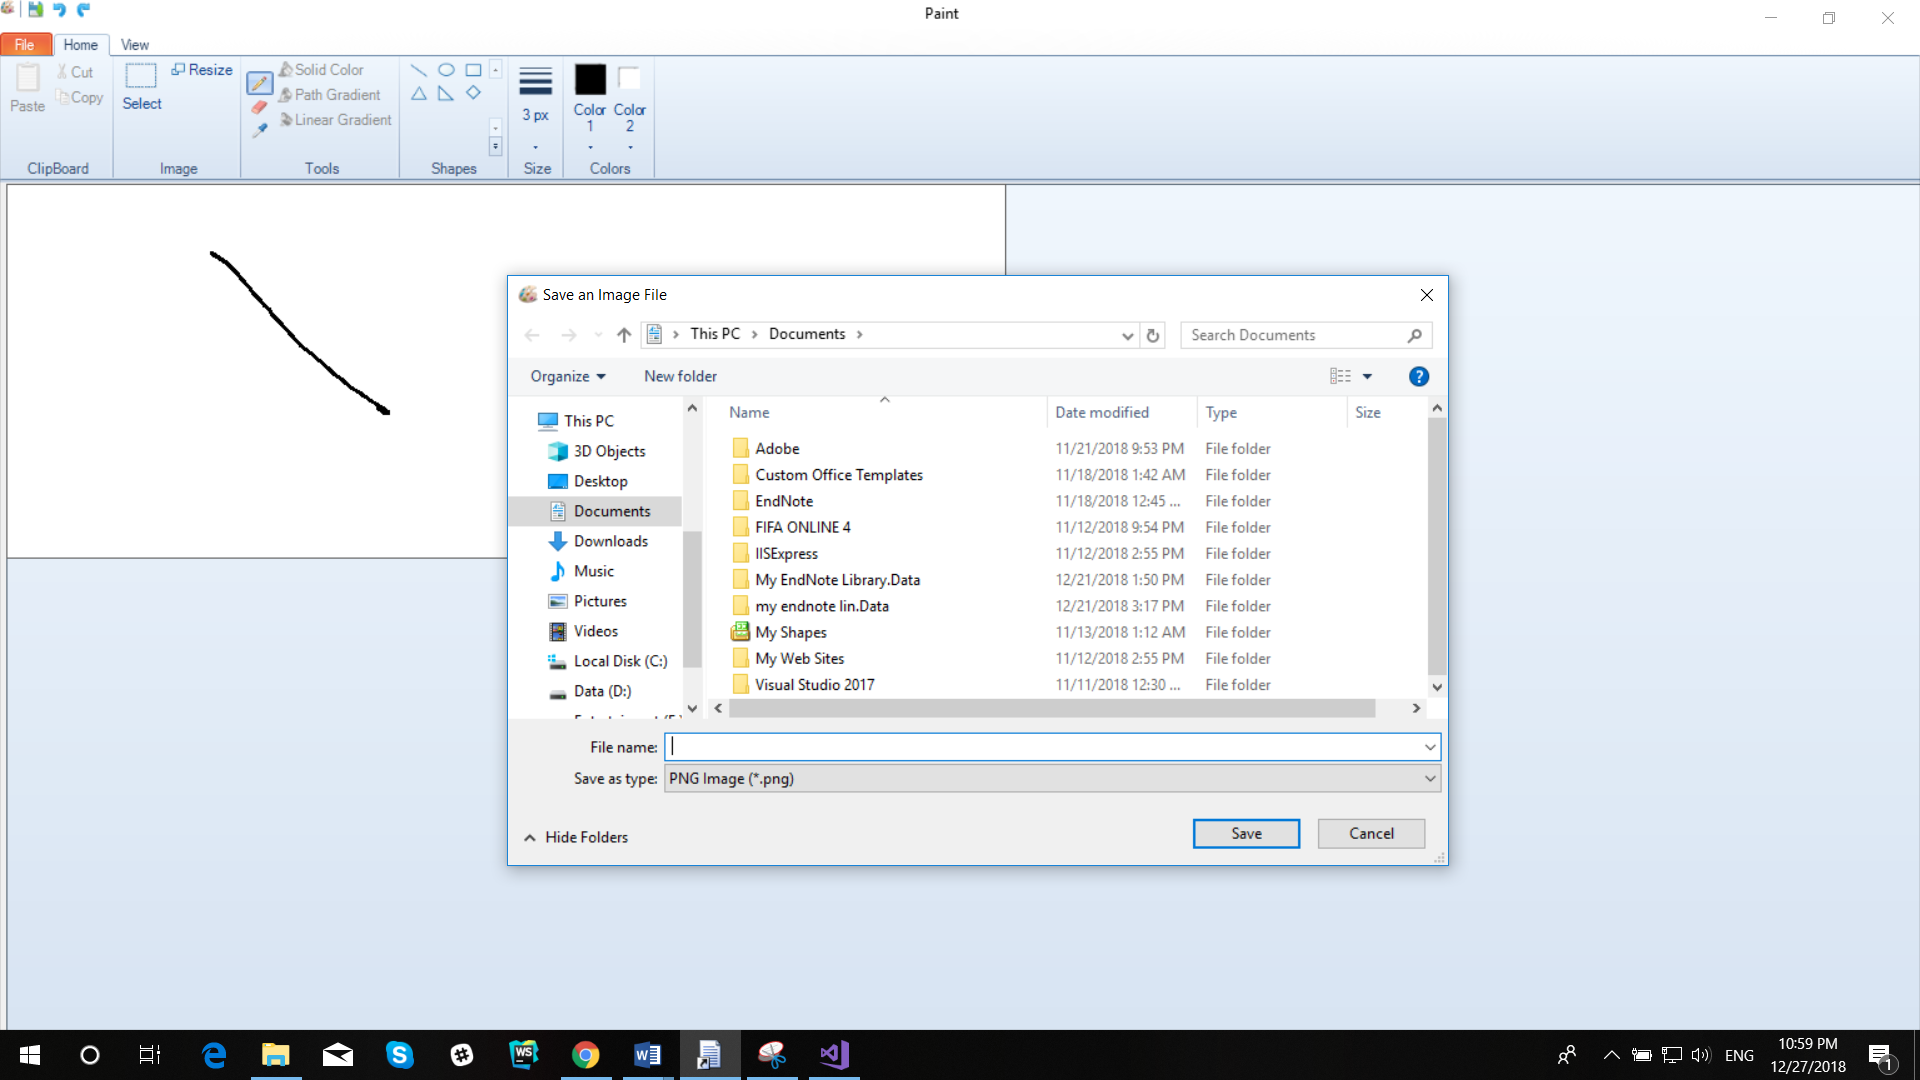 Paint
File Home View
Paste Cut Copy
ClipBoard
Select Resize
Image
Solid Color
Path Gradient
Linear Gradient
Tools
Shapes
3 px
Size
Color 1 Color 2
Colors
Save an Image File
This PC Documents
Search Documents
Organize New folder
?
This PC
3D Objects
Desktop
Documents
Downloads
Music
Pictures
Videos
Local Disk (C:)
Data (D:)
Name Date modified Type Size
Adobe 11/21/2018 9:53 PM File folder
Custom Office Templates 11/18/2018 1:42 AM File folder
EndNote 11/18/2018 12:45 ... File folder
FIFA ONLINE 4 11/12/2018 9:54 PM File folder
IISExpress 11/12/2018 2:55 PM File folder
My EndNote Library.Data 12/21/2018 1:50 PM File folder
my endnote lin.Data 12/21/2018 3:17 PM File folder
My Shapes 11/13/2018 1:12 AM File folder
My Web Sites 11/12/2018 2:55 PM File folder
Visual Studio 2017 11/11/2018 12:30 ... File folder
File name:
Save as type: PNG Image (*.png)
Hide Folders
Save Cancel
WS
ENG
10:59 PM
12/27/2018
1